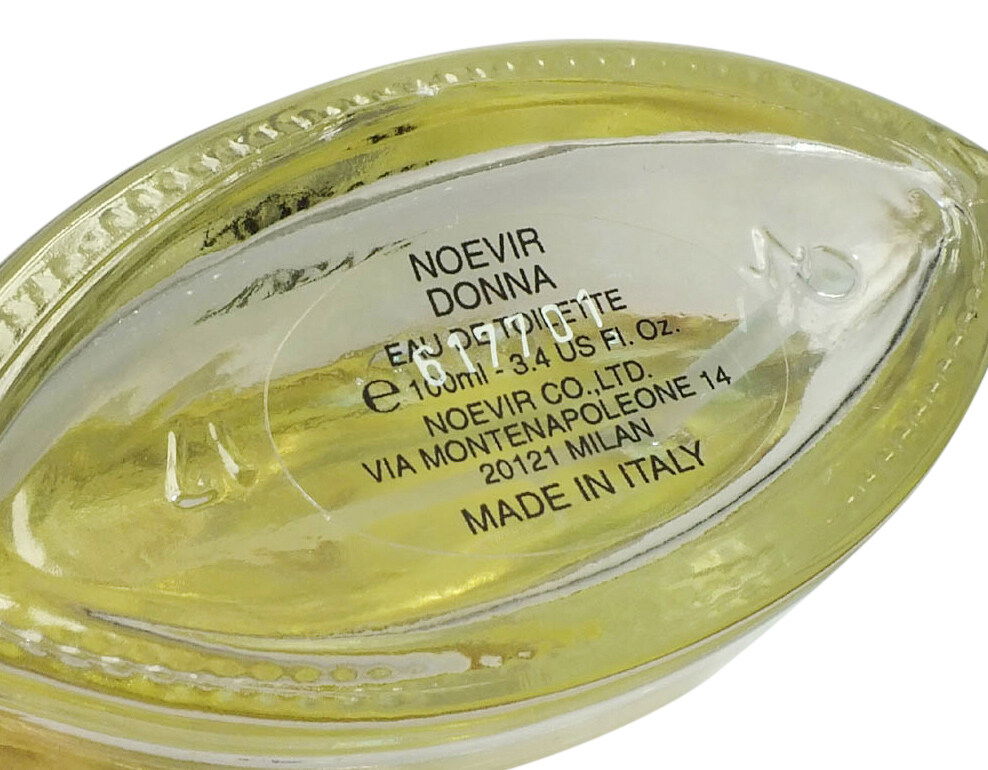 NOEVIR
DONNA
EAU DE TOILETTE
6177701
e 100ml - 3.4 US Fl. Oz.
NOEVIR CO.,LTD.
VIA MONTENAPOLEONE 14
20121 MILAN
MADE IN ITALY